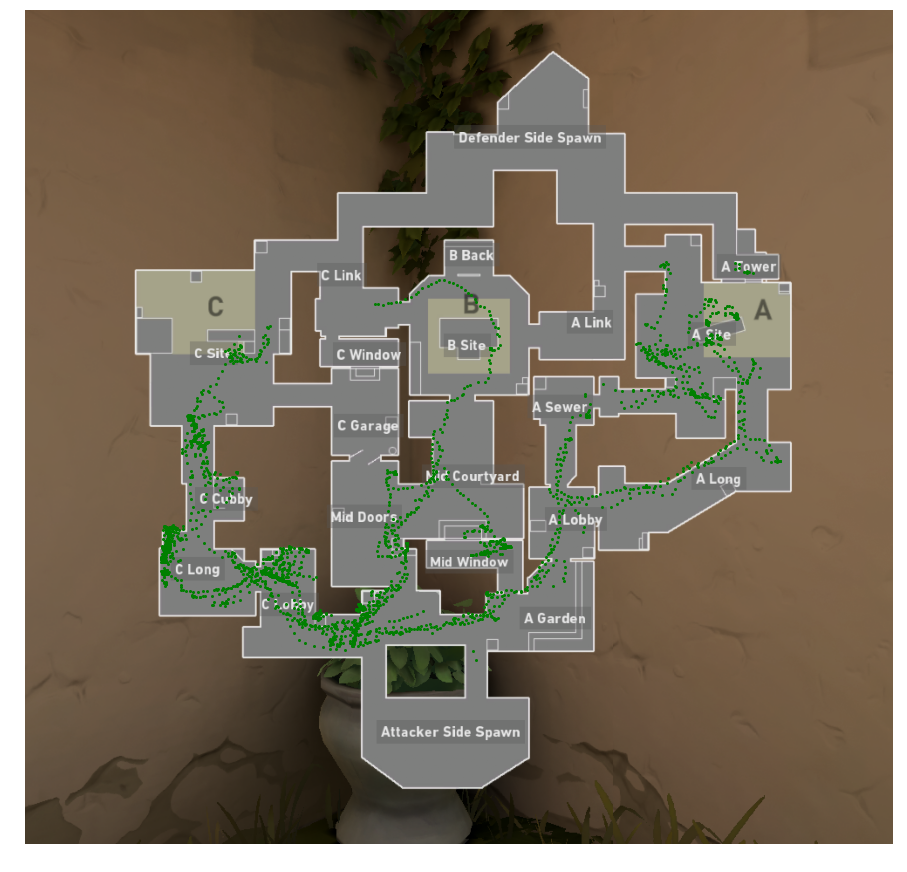 Defender Side Spawn
B Back
A Tower
C Link
C
B
A
A Link
A Site
C Site
C Window
B Site
A Sewer
C Garage
Mid Courtyard
A Long
C Cubby
Mid Doors
A Lobby
C Long
Mid Window
C Lobby
A Garden
Attacker Side Spawn